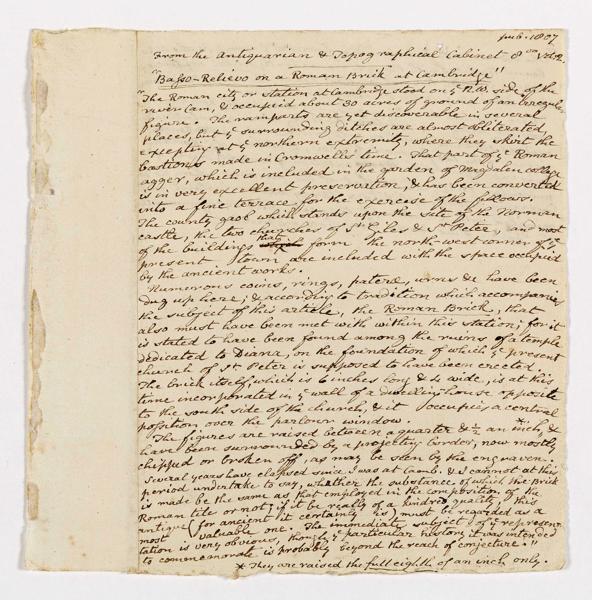 pub. 1807
From the Antiquarian & Topographical Cabinet 8vo Vol. 2.
"Basso-Relievo on a Roman Brick" at Cambridge"
"The Roman city or station at Cambridge stood on ye N.W. side of the
river Cam, & occupied about 30 acres of ground of an irregular
figure. The ramparts are yet discoverable in several
places, but ye surrounding ditches are almost obliterated,
excepting at ye northern extremity, where they skirt the
bastions made in Cromwell's time. That part of ye Roman
agger, which is included in the garden of Magdalen college
is in very excellent preservation, & has been converted
into a fine terrace for the exercise of the fellows.
The county gaol which stands upon the site of the Norman
castle, the two churches of St Giles & St Peter, and most
of the buildings that form the north-west corner of ye
present town are included with the space occupied
by the ancient works.
Numerous coins, rings, pateræ, urns &c have been
dug up here; & according to tradition which accompanies
the subject of this article, the Roman Brick, that
also must have been met with within this station; for it
is stated to have been found among the ruins of a temple
dedicated to Diana, on the foundation of which ye present
church of St Peter is supposed to have been erected.
The brick itself, which is 6 inches long & 4 wide, is at this
time incorporated in ye wall of a dwelling-house opposite
to the south side of the church, & it occupies a central
position over the parlour window.
The figures are raised between a quarter & ½ an inch,* &
have been surrounded by a projecting border, now mostly
chipped or broken off, as may be seen by the engraven.
Several years have elapsed since I was at Camb. & I cannot at this
period undertake to say, whether the substance of which the Brick
is made be the same as that employed in the composition of the
Roman tile or not; if it be really of a kindred quality, this
antique (for ancient it certainly is) must be regarded as a
most valuable one. The immediate subject of ye represen-
tation is very obvious, though ye particular history it was intended
to commemorate is probably beyond the reach of conjecture."
* They are raised the full eighth of an inch only.